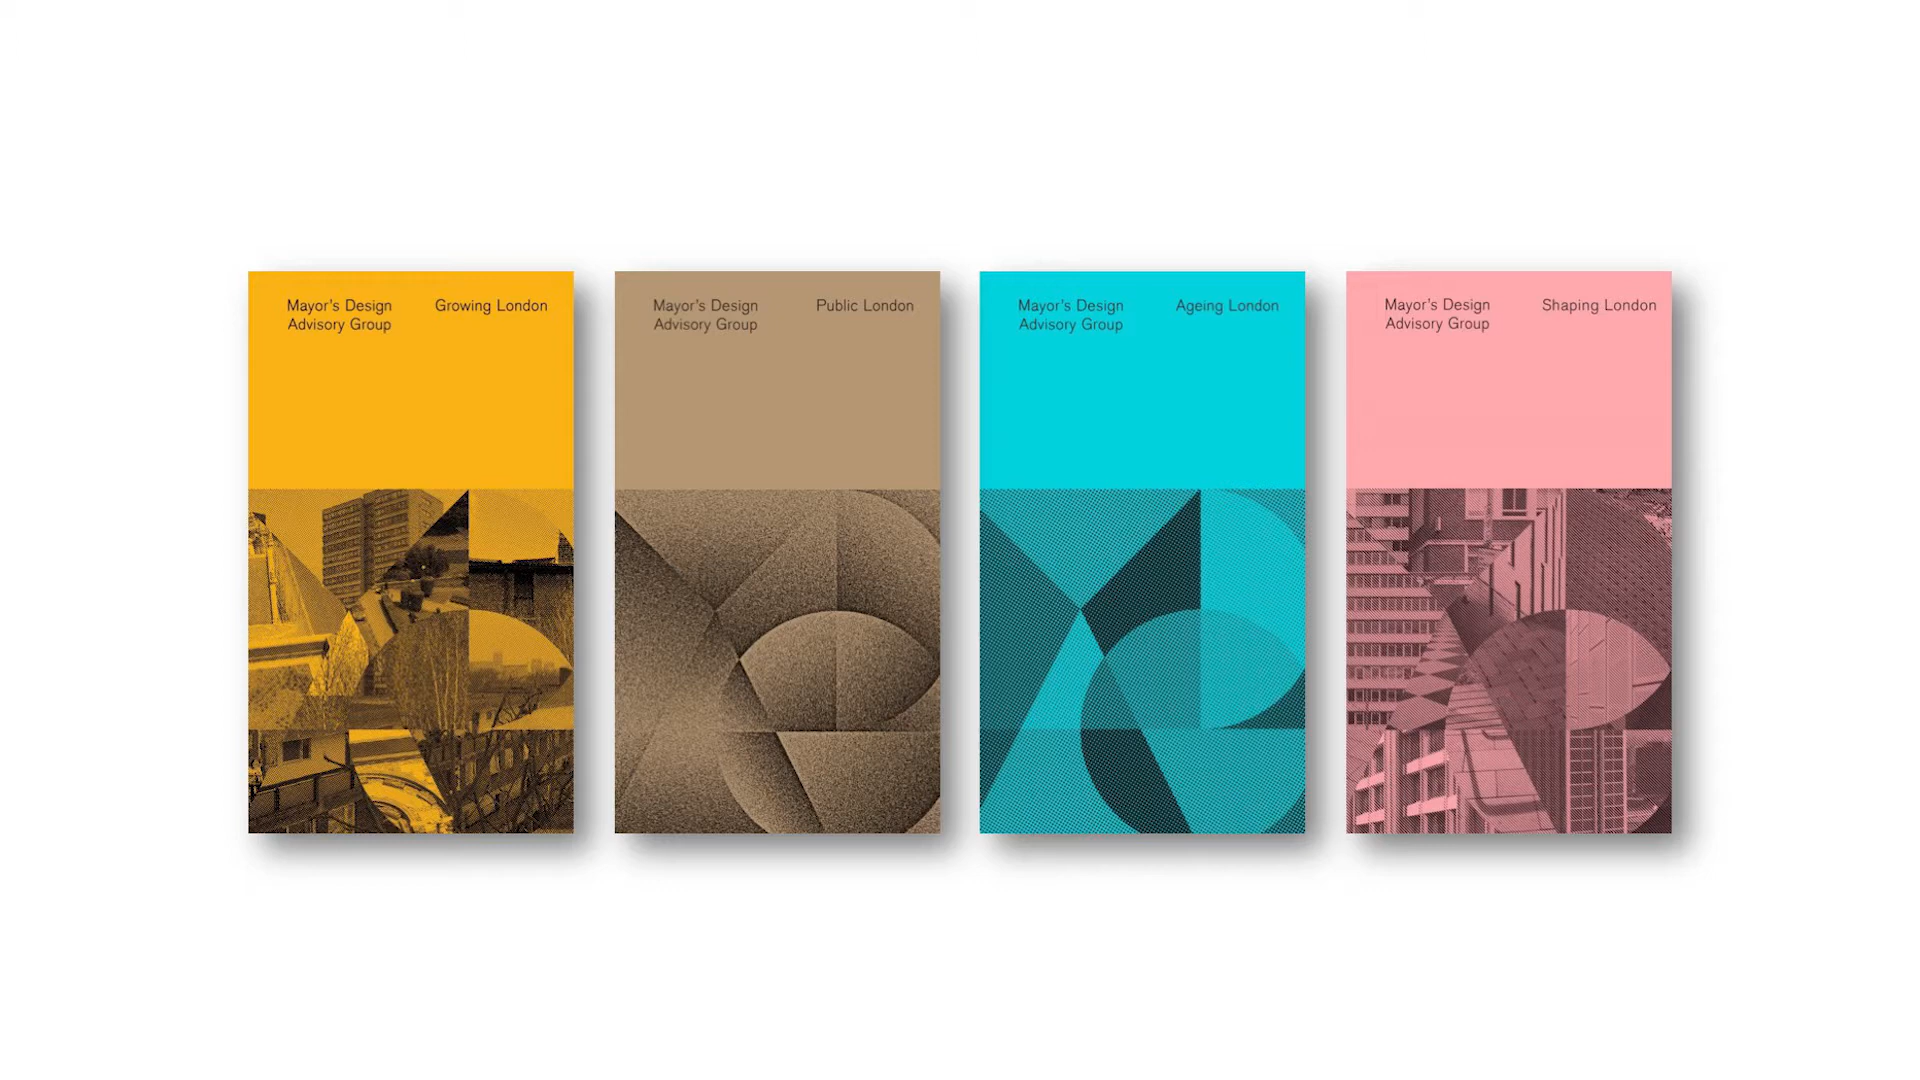 Mayor's Design
Advisory Group
Growing London
Mayor's Design
Advisory Group
Public London
Mayor's Design
Advisory Group
Ageing London
Mayor's Design
Advisory Group
Shaping London